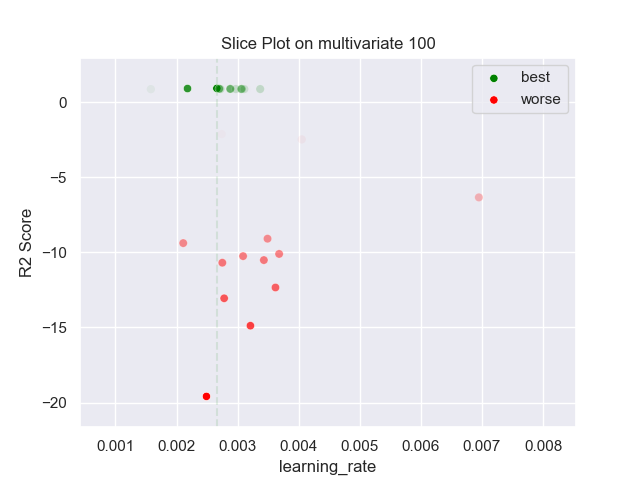 Slice Plot on multivariate 100
best
worse
R2 Score
0
−5
−10
−15
−20
0.001 0.002 0.003 0.004 0.005 0.006 0.007 0.008
learning_rate